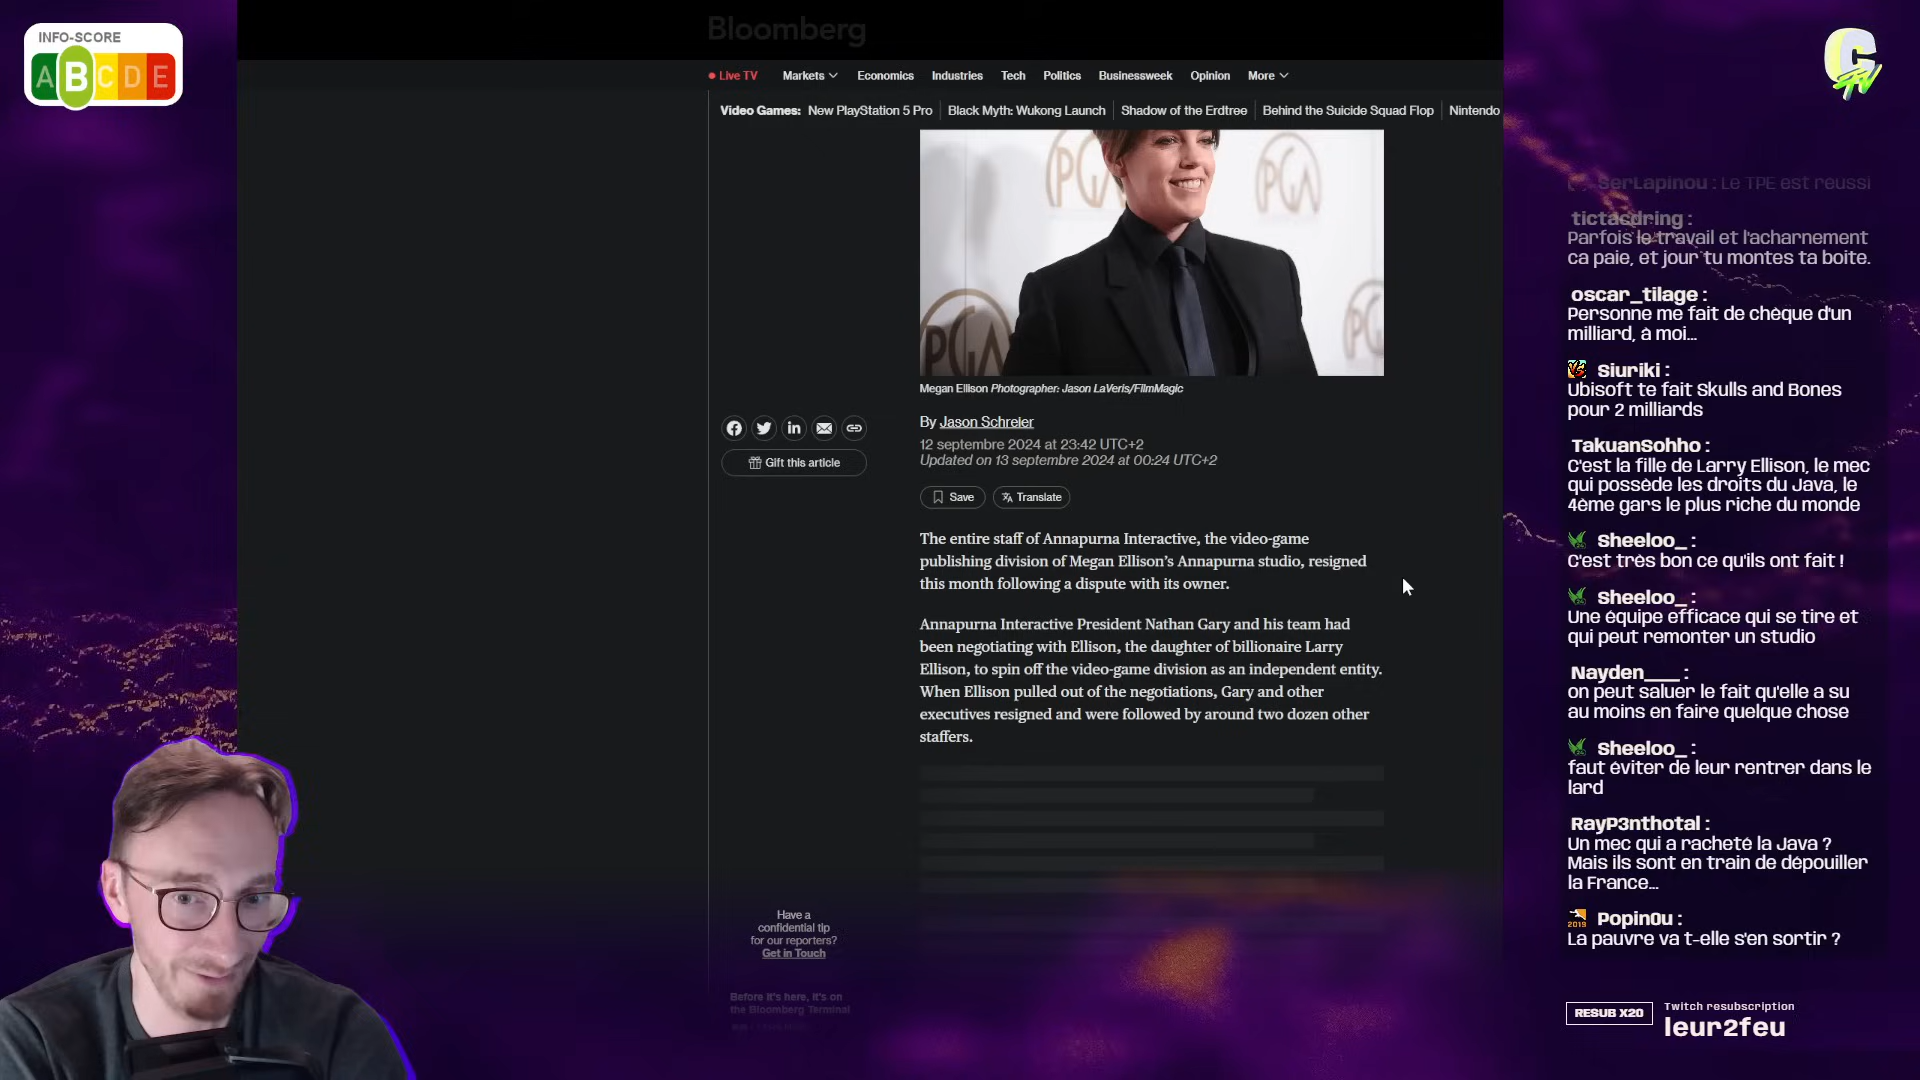 INFO-SCORE
A B C D E
Bloomberg
Live TV Markets Economics Industries Tech Politics Businessweek Opinion More
Video Games: New PlayStation 5 Pro Black Myth: Wukong Launch Shadow of the Erdtree Behind the Suicide Squad Flop Nintendo
PGA PGA
PGA PGA
Megan Ellison Photographer: Jason LaVeris/FilmMagic
By Jason Schreier
12 septembre 2024 at 23:42 UTC+2
Updated on 13 septembre 2024 at 00:24 UTC+2
Gift this article
Save Translate
The entire staff of Annapurna Interactive, the video-game
publishing division of Megan Ellison's Annapurna studio, resigned
this month following a dispute with its owner.
Annapurna Interactive President Nathan Gary and his team had
been negotiating with Ellison, the daughter of billionaire Larry
Ellison, to spin off the video-game division as an independent entity.
When Ellison pulled out of the negotiations, Gary and other
executives resigned and were followed by around two dozen other
staffers.
Have a
confidential tip
for our reporters?
Get in Touch
Before it's here, it's on
the Bloomberg Terminal
C TV
SerLapinou : Le TPE est réussi
tictacdring :
Parfois le travail et l'acharnement
ca paie, et jour tu montes ta boite.
oscar_tilage :
Personne me fait de chèque d'un
milliard, à moi...
Siuriki :
Ubisoft te fait Skulls and Bones
pour 2 milliards
TakuanSohho :
C'est la fille de Larry Ellison, le mec
qui possède les droits du Java, le
4ème gars le plus riche du monde
Sheeloo_ :
C'est très bon ce qu'ils ont fait !
Sheeloo_ :
Une équipe efficace qui se tire et
qui peut remonter un studio
Nayden___ :
on peut saluer le fait qu'elle a su
au moins en faire quelque chose
Sheeloo_ :
faut éviter de leur rentrer dans le
lard
RayP3nthotal :
Un mec qui a racheté la Java ?
Mais ils sont en train de dépouiller
la France...
2019 Popin0u :
La pauvre va t-elle s'en sortir ?
RESUB X20 Twitch resubscription
leur2feu